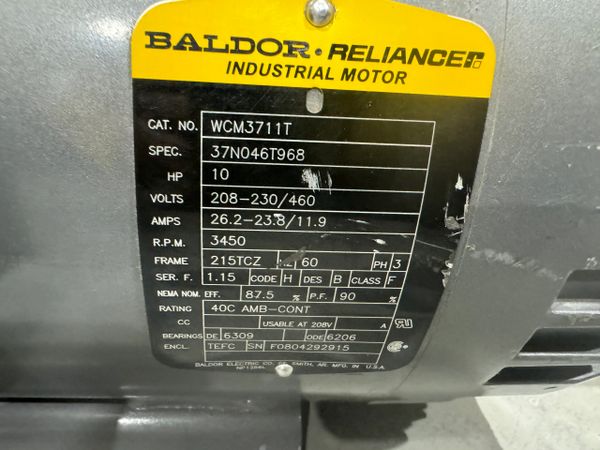 BALDOR • RELIANCE
INDUSTRIAL MOTOR
CAT. NO. WCM3711T
SPEC. 37N046T968
HP 10
VOLTS 208-230/460
AMPS 26.2-23.8/11.9
R.P.M. 3450
FRAME 215TCZ HZ 60 PH 3
SER. F. 1.15 CODE H DES B CLASS F
NEMA NOM. EFF. 87.5 % P.F. 90 %
RATING 40C AMB-CONT
CC USABLE AT 208V A
BEARINGS DE 6309 ODE 6206
ENCL. TEFC SN F0804292915
BALDOR ELECTRIC CO. FT. SMITH, AR. MFG. IN U.S.A.